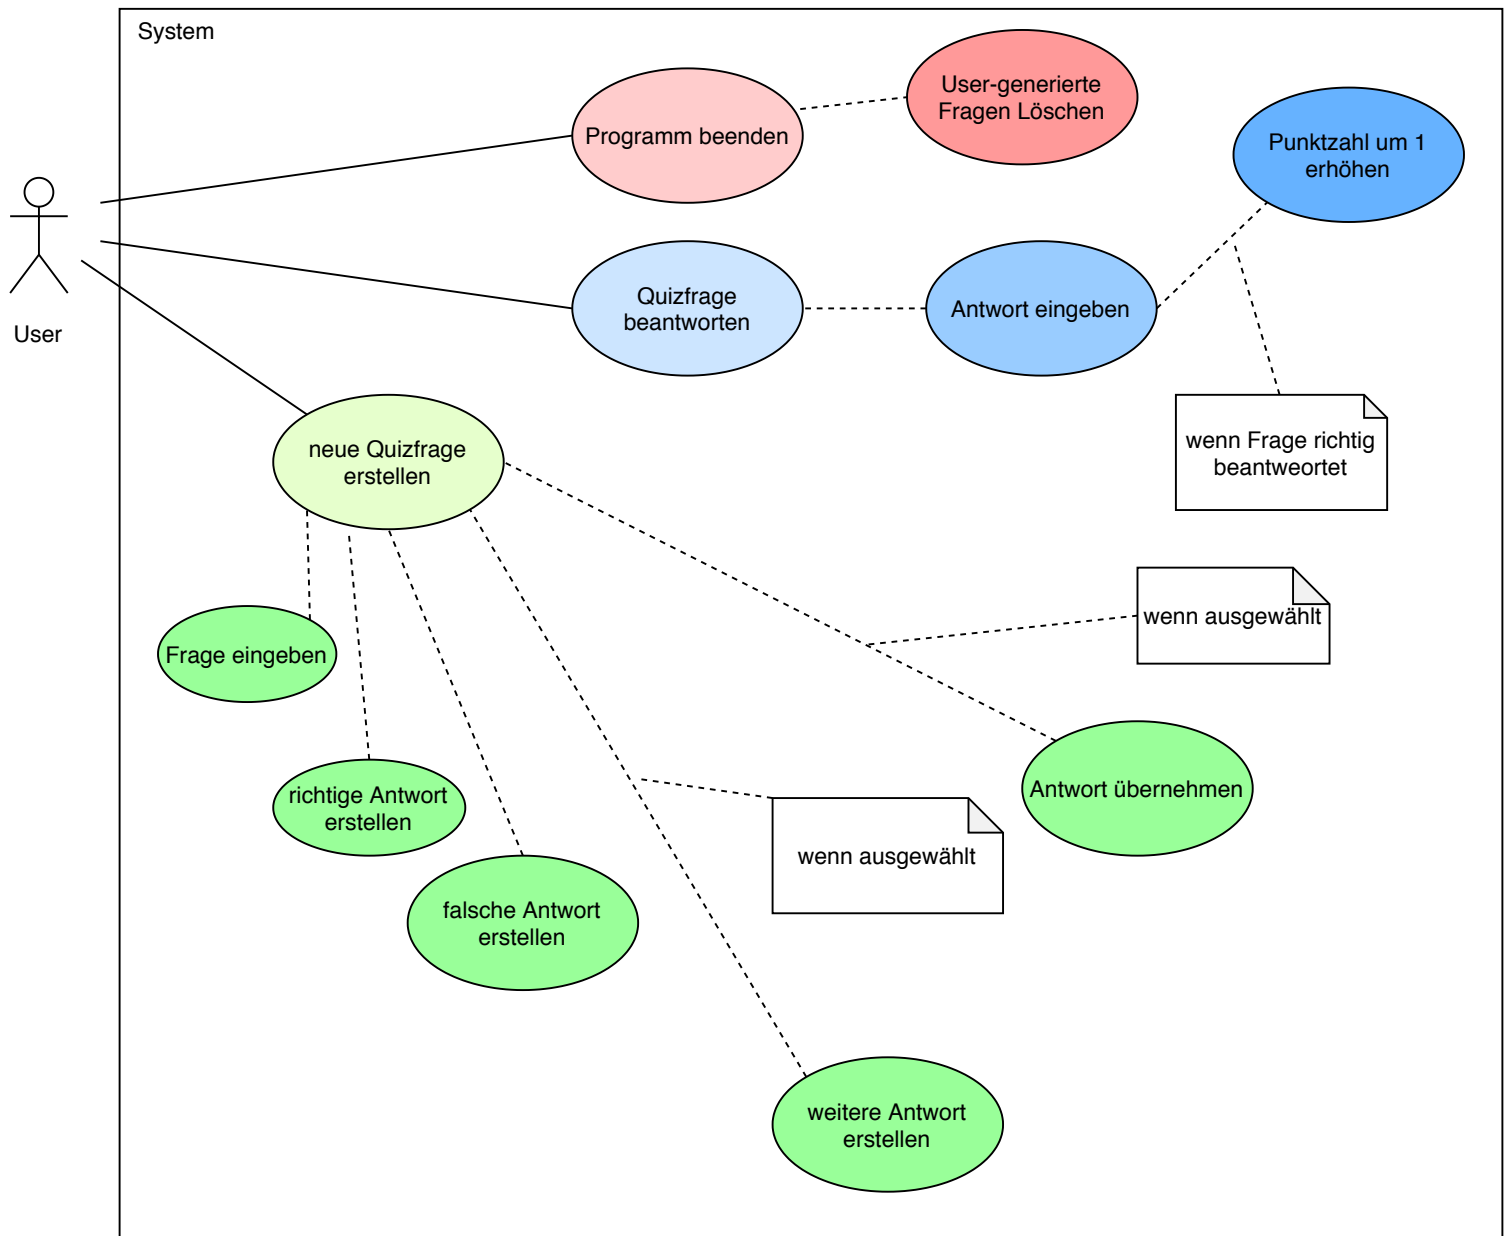 System
User-generierte
Fragen Löschen
Programm beenden
Punktzahl um 1
erhöhen
User
Quizfrage
beantworten
Antwort eingeben
neue Quizfrage
erstellen
wenn Frage richtig
beantweortet
wenn ausgewählt
Frage eingeben
Antwort übernehmen
richtige Antwort
erstellen
wenn ausgewählt
falsche Antwort
erstellen
weitere Antwort
erstellen